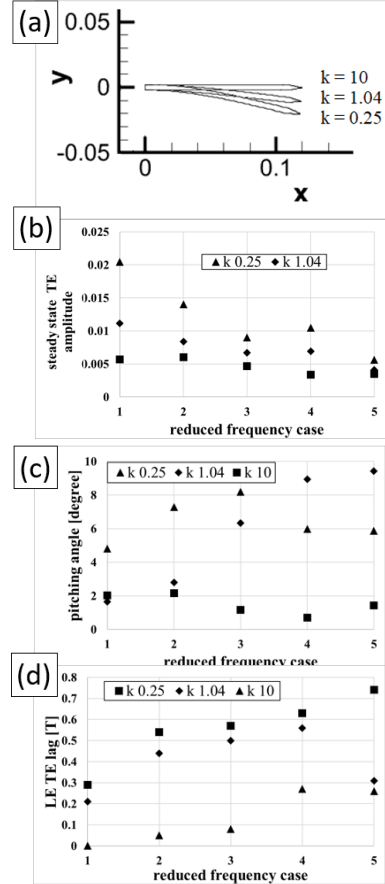 (a)
0.05
y
0
k = 10
k = 1.04
k = 0.25
-0.05
0
0.1
x
(b)
0.025
0.02
0.015
0.01
0.005
0
steady state TE
amplitude
k 0.25
k 1.04
1
2
3
4
5
reduced frequency case
(c)
10
8
6
4
2
0
pitching angle [degree]
k 0.25
k 1.04
k 10
1
2
3
4
5
reduced frequency case
(d)
0.8
0.7
0.6
0.5
0.4
0.3
0.2
0.1
0
LE TE lag [T]
k 0.25
k 1.04
k 10
1
2
3
4
5
reduced frequency case